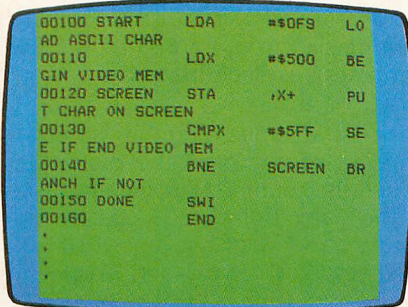 00100 START LDA #$0F9 LO
AD ASCII CHAR
00110 LDX #$500 BE
GIN VIDEO MEM
00120 SCREEN STA ,X+ PU
T CHAR ON SCREEN
00130 CMPX #$5FF SE
E IF END VIDEO MEM
00140 BNE SCREEN BR
ANCH IF NOT
00150 DONE SWI
00160 END
*
*
*
*